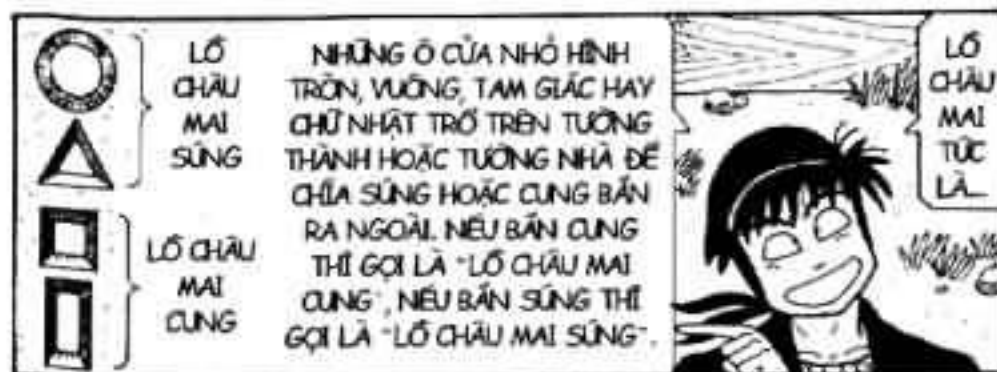 LỖ
CHÂU
MAI
SÚNG
LỖ CHÂU
MAI
CUNG
NHỮNG Ô CỬA NHỎ HÌNH
TRÒN, VUÔNG, TAM GIÁC HAY
CHỮ NHẬT TRỔ TRÊN TƯỜNG
THÀNH HOẶC TƯỜNG NHÀ ĐỂ
CHĨA SÚNG HOẶC CUNG BẮN
RA NGOÀI. NẾU BẮN CUNG
THÌ GỌI LÀ "LỖ CHÂU MAI
CUNG", NẾU BẮN SÚNG THÌ
GỌI LÀ "LỖ CHÂU MAI SÚNG".
LỖ
CHÂU
MAI
TỨC
LÀ...